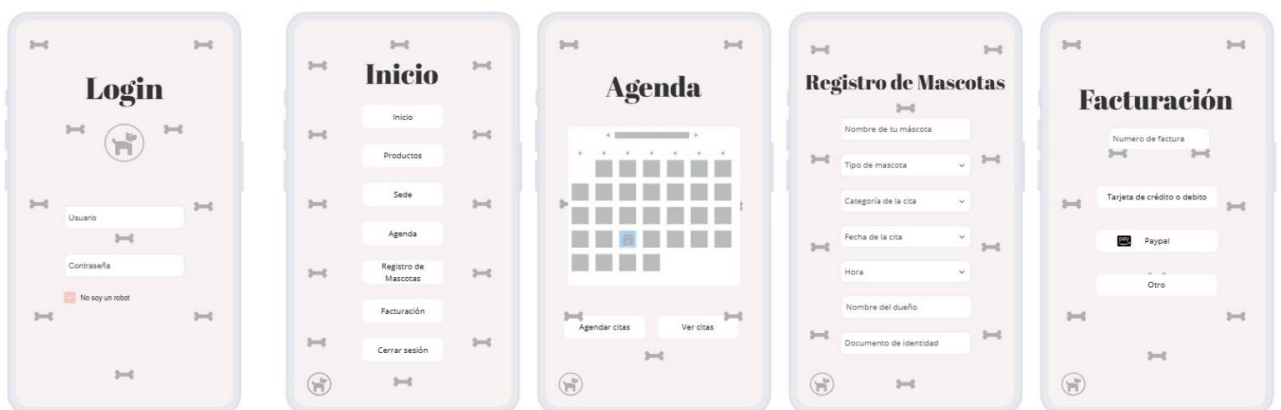 Login
Usuario
Contraseña
No soy un robot
Inicio
Inicio
Productos
Sede
Agenda
Registro de
Mascotas
Facturación
Cerrar sesión
Agenda
Agendar citas
Ver citas
Registro de Mascotas
Nombre de tu máscota
Tipo de mascota
Categoría de la cita
Fecha de la cita
Hora
Nombre del dueño
Documento de identidad
Facturación
Numero de factura
Tarjeta de crédito o debito
pay
Paypal
Otro